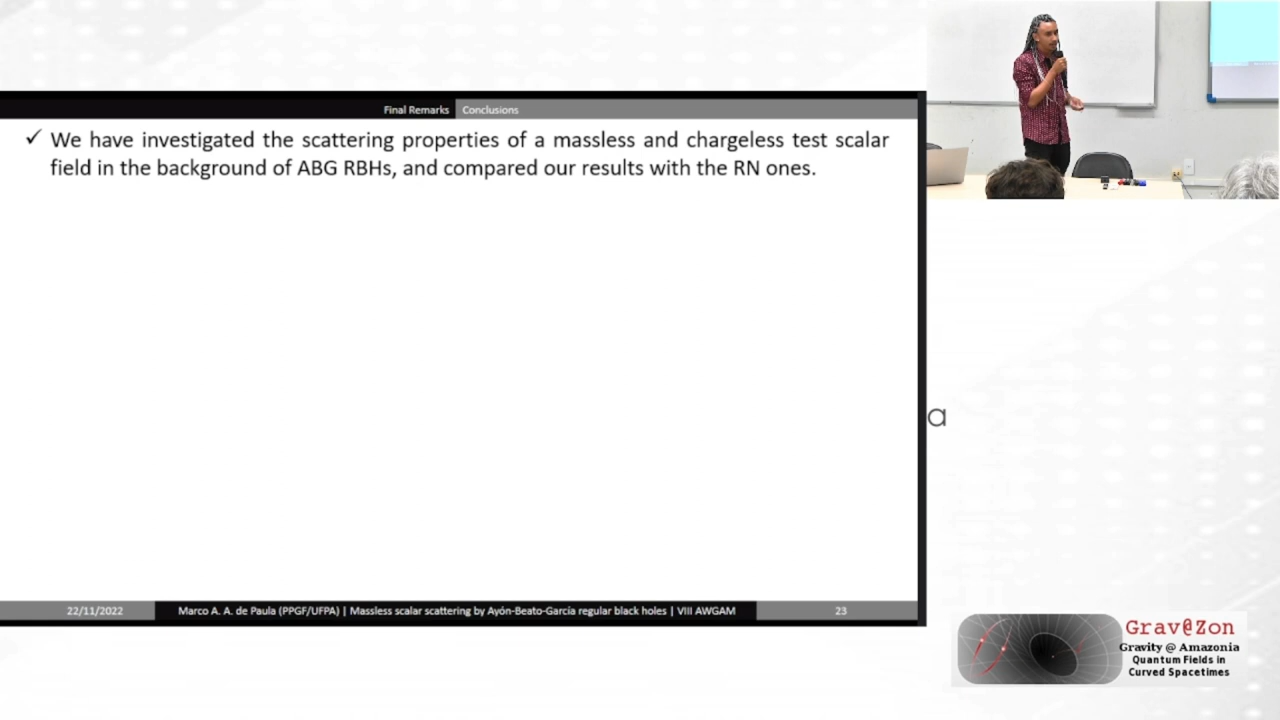 Final Remarks Conclusions
✓ We have investigated the scattering properties of a massless and chargeless test scalar
field in the background of ABG RBHs, and compared our results with the RN ones.
a
22/11/2022 Marco A. A. de Paula (PPGF/UFPA) | Massless scalar scattering by Ayón-Beato-García regular black holes | VIII AWGAM 23
Grav@Zon
Gravity @ Amazonia
Quantum Fields in
Curved Spacetimes